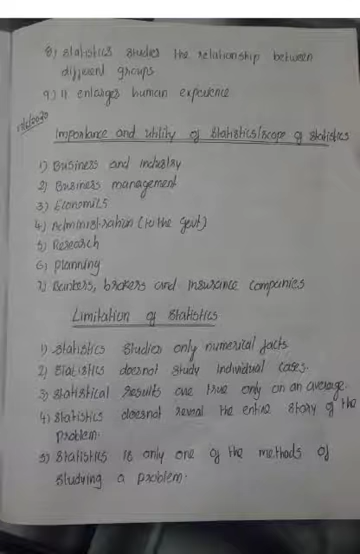 8) Statistics studies the relationship between
different groups
9) It enlarges human experience
Importance and utility of Statistics/scope of statistics
1) Business and industry
2) Business management
3) Economics
4) Administration (to the govt)
5) Research
6) planning
7) Bankers, brokers and Insurance companies
Limitation of Statistics
1) Statistics studies only numerical facts
2) Statistics doesnot study individual cases.
3) Statistical results are true only on an average.
4) Statistics doesnot reveal the entire story of the
problem.
5) Statistics is only one of the methods of
studying a problem.